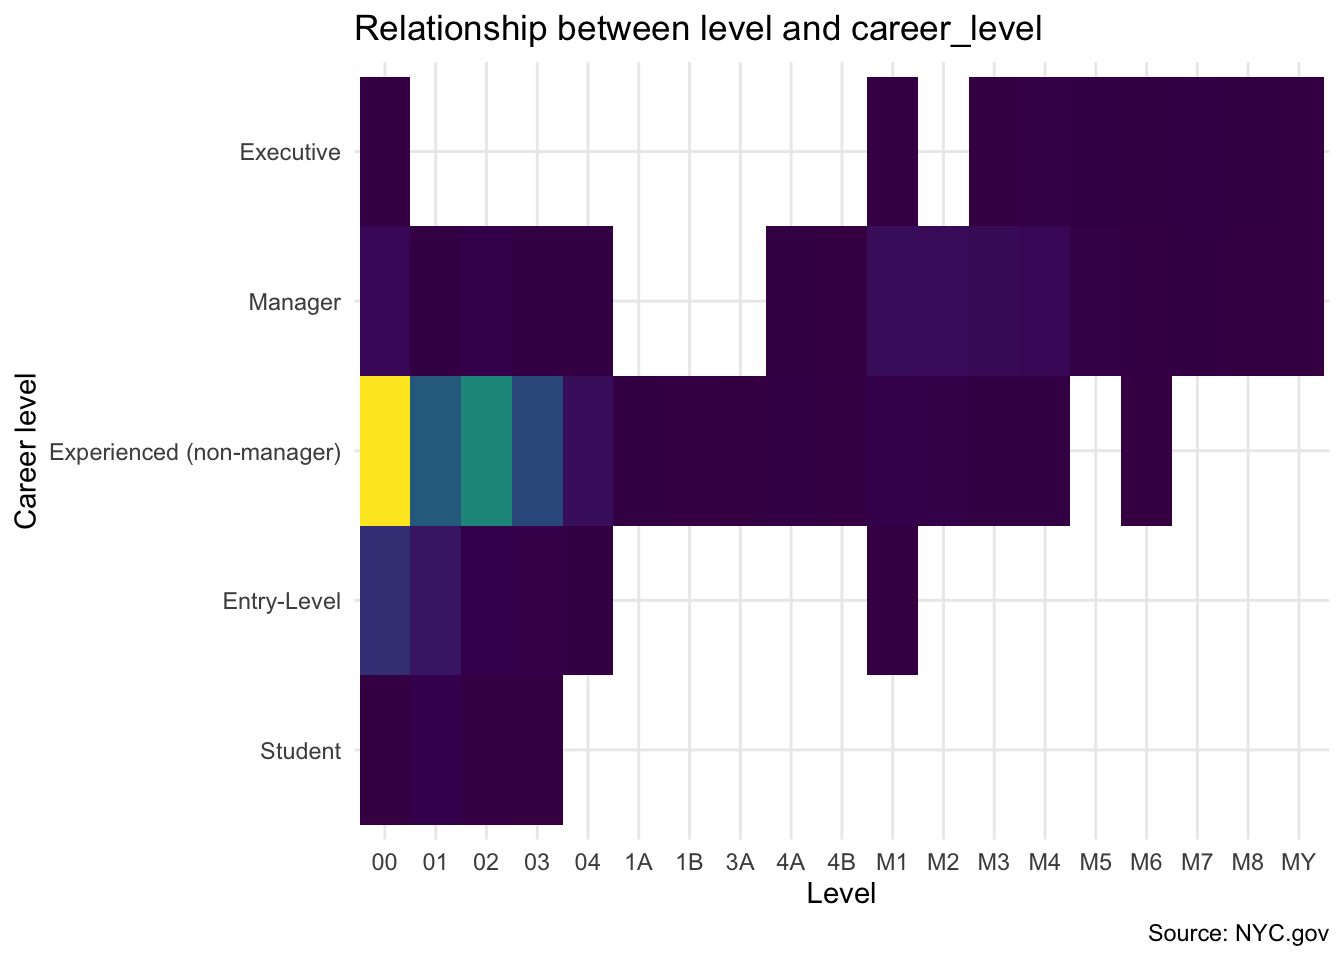 Relationship between level and career_level
Career level
Executive
Manager
Experienced (non-manager)
Entry-Level
Student
00 01 02 03 04 1A 1B 3A 4A 4B M1 M2 M3 M4 M5 M6 M7 M8 MY
Level
Source: NYC.gov